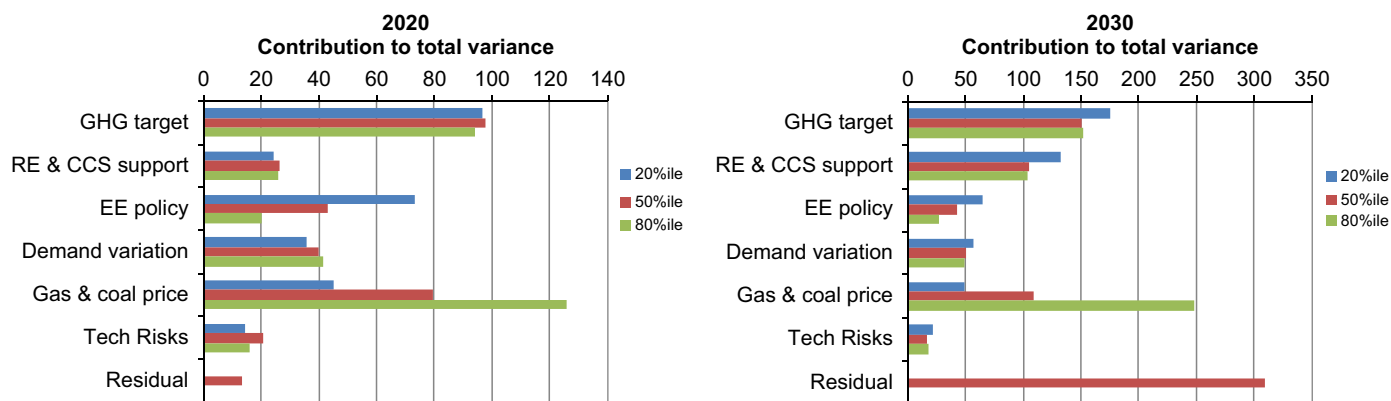 2020
Contribution to total variance
0 20 40 60 80 100 120 140
GHG target
RE & CCS support
EE policy
Demand variation
Gas & coal price
Tech Risks
Residual
20%ile
50%ile
80%ile
2030
Contribution to total variance
0 50 100 150 200 250 300 350
GHG target
RE & CCS support
EE policy
Demand variation
Gas & coal price
Tech Risks
Residual
20%ile
50%ile
80%ile